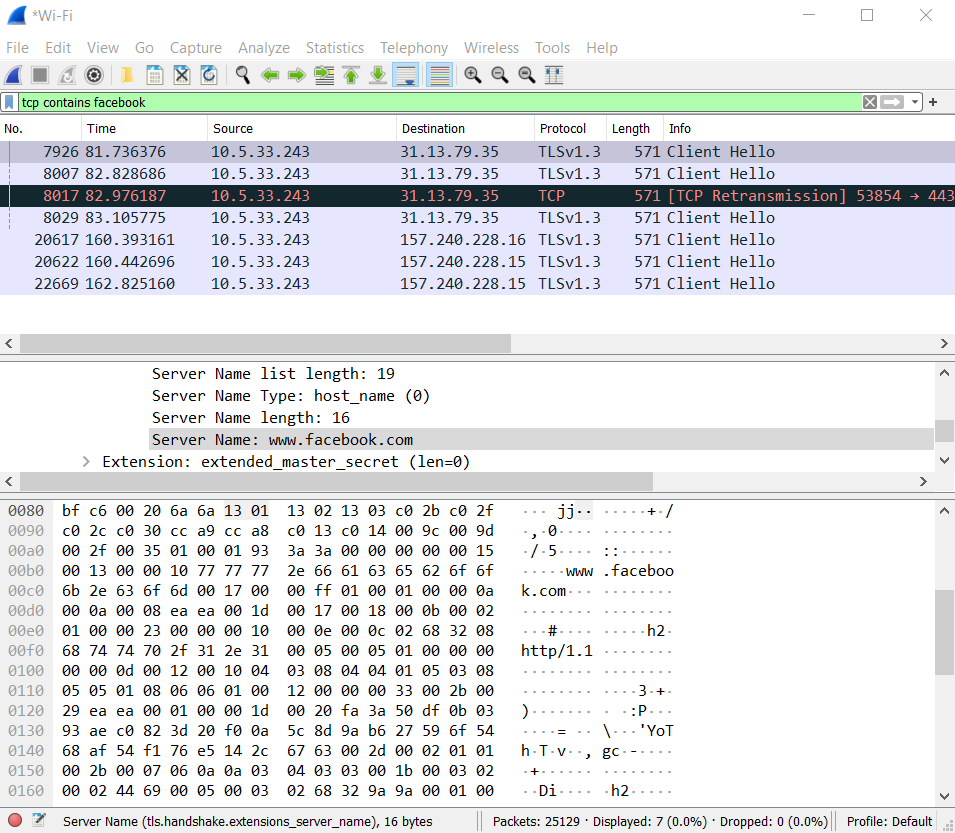 *Wi-Fi
File Edit View Go Capture Analyze Statistics Telephony Wireless Tools Help
tcp contains facebook
No. Time Source Destination Protocol Length Info
7926 81.736376 10.5.33.243 31.13.79.35 TLSv1.3 571 Client Hello
8007 82.828686 10.5.33.243 31.13.79.35 TLSv1.3 571 Client Hello
8017 82.976187 10.5.33.243 31.13.79.35 TCP 571 [TCP Retransmission] 53854 → 443
8029 83.105775 10.5.33.243 31.13.79.35 TLSv1.3 571 Client Hello
20617 160.393161 10.5.33.243 157.240.228.16 TLSv1.3 571 Client Hello
20622 160.442696 10.5.33.243 157.240.228.15 TLSv1.3 571 Client Hello
22669 162.825160 10.5.33.243 157.240.228.15 TLSv1.3 571 Client Hello
Server Name list length: 19
Server Name Type: host_name (0)
Server Name length: 16
Server Name: www.facebook.com
Extension: extended_master_secret (len=0)
0080 bf c6 00 20 6a 6a 13 01 13 02 13 03 c0 2b c0 2f ··· jj·· ·····+·/
0090 c0 2c c0 30 cc a9 cc a8 c0 13 c0 14 00 9c 00 9d ·,·0···· ········
00a0 00 2f 00 35 01 00 01 93 3a 3a 00 00 00 00 00 15 ·/·5···· ::······
00b0 00 13 00 00 10 77 77 77 2e 66 61 63 65 62 6f 6f ·····www .faceboo
00c0 6b 2e 63 6f 6d 00 17 00 00 ff 01 00 01 00 00 0a k.com··· ········
00d0 00 0a 00 08 ea ea 00 1d 00 17 00 18 00 0b 00 02 ········ ········
00e0 01 00 00 23 00 00 00 10 00 0e 00 0c 02 68 32 08 ···#···· ·····h2·
00f0 68 74 74 70 2f 31 2e 31 00 05 00 05 01 00 00 00 http/1.1 ········
0100 00 00 0d 00 12 00 10 04 03 08 04 04 01 05 03 08 ········ ········
0110 05 05 01 08 06 06 01 00 12 00 00 00 33 00 2b 00 ········ ····3·+·
0120 29 ea ea 00 01 00 00 1d 00 20 fa 3a 50 df 0b 03 )······· · ·:P···
0130 93 ae c0 82 3d 20 f0 0a 5c 8d 9a b6 27 59 6f 54 ····= ·· \···'YoT
0140 68 af 54 f1 76 e5 14 2c 67 63 00 2d 00 02 01 01 h·T·v··, gc·-····
0150 00 2b 00 07 06 0a 0a 03 04 03 03 00 1b 00 03 02 ·+······ ········
0160 00 02 44 69 00 05 00 03 02 68 32 9a 9a 00 01 00 ··Di···· ·h2·····
Server Name (tls.handshake.extensions_server_name), 16 bytes Packets: 25129 · Displayed: 7 (0.0%) · Dropped: 0 (0.0%) Profile: Default